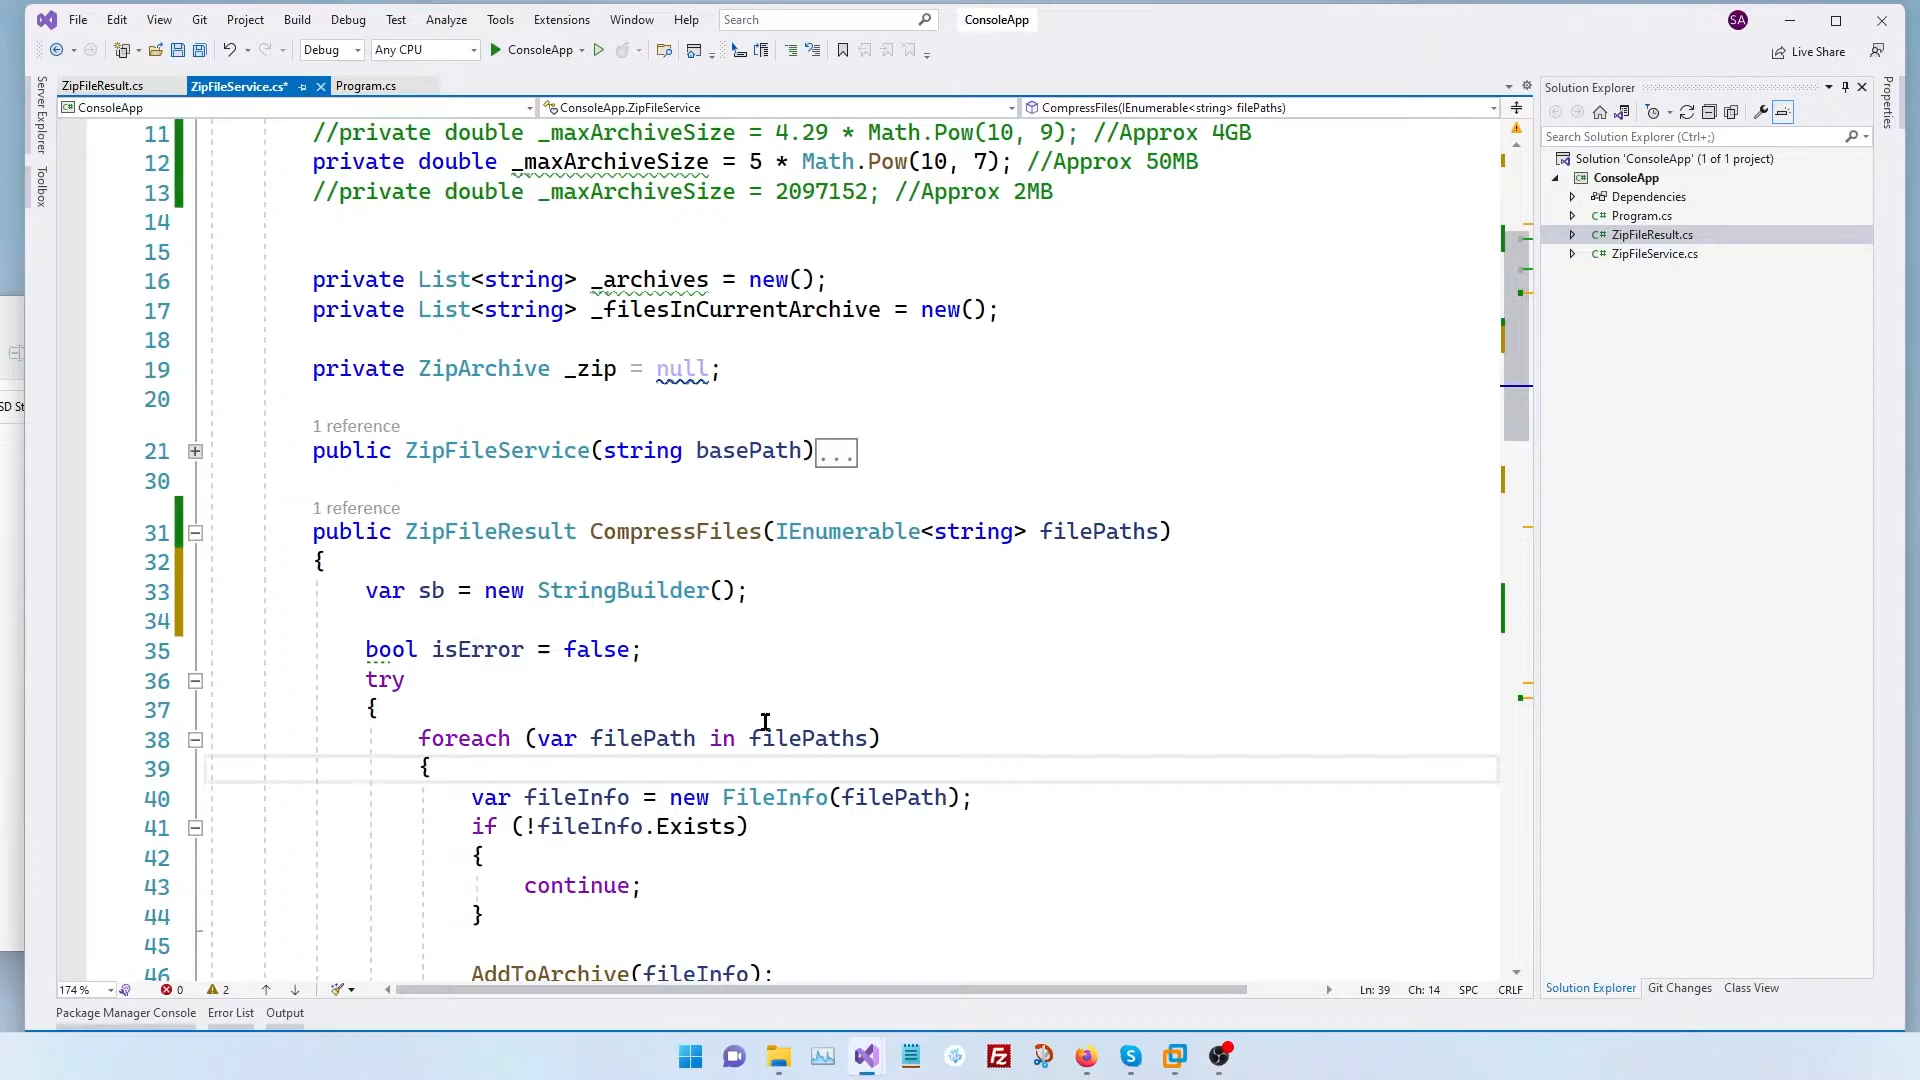 File Edit View Git Project Build Debug Test Analyze Tools Extensions Window Help Search ConsoleApp SA
Debug Any CPU ConsoleApp Live Share
ZipFileResult.cs ZipFileService.cs* Program.cs
ConsoleApp ConsoleApp.ZipFileService CompressFiles(IEnumerable<string> filePaths)
Server Explorer
Toolbox
SD St
11 //private double _maxArchiveSize = 4.29 * Math.Pow(10, 9); //Approx 4GB
12 private double _maxArchiveSize = 5 * Math.Pow(10, 7); //Approx 50MB
13 //private double _maxArchiveSize = 2097152; //Approx 2MB
14
15
16 private List<string> _archives = new();
17 private List<string> _filesInCurrentArchive = new();
18
19 private ZipArchive _zip = null;
20
1 reference
21 public ZipFileService(string basePath)...
30
1 reference
31 public ZipFileResult CompressFiles(IEnumerable<string> filePaths)
32 {
33 var sb = new StringBuilder();
34
35 bool isError = false;
36 try
37 {
38 foreach (var filePath in filePaths)
39 {
40 var fileInfo = new FileInfo(filePath);
41 if (!fileInfo.Exists)
42 {
43 continue;
44 }
45
46 AddToArchive(fileInfo);
174 % 0 2 Ln: 39 Ch: 14 SPC CRLF
Package Manager Console Error List Output
Solution Explorer
Search Solution Explorer (Ctrl+;)
Solution 'ConsoleApp' (1 of 1 project)
C# ConsoleApp
Dependencies
C# Program.cs
C# ZipFileResult.cs
C# ZipFileService.cs
Solution Explorer Git Changes Class View
Properties
Fz
S